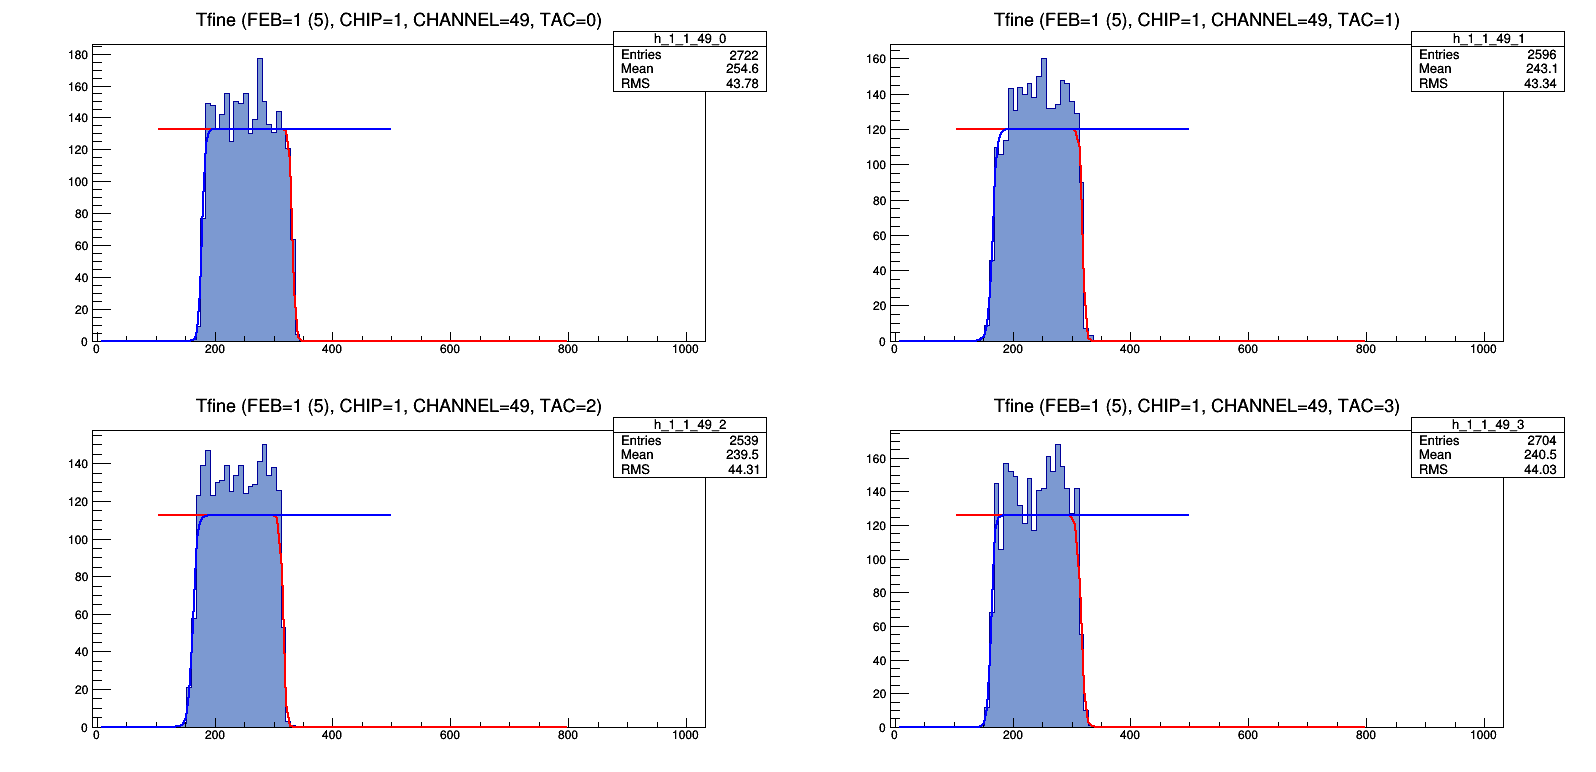 Tfine (FEB=1 (5), CHIP=1, CHANNEL=49, TAC=0)
h_1_1_49_0
Entries 2722
Mean 254.6
RMS 43.78
180
160
140
120
100
80
60
40
20
0
0 200 400 600 800 1000
Tfine (FEB=1 (5), CHIP=1, CHANNEL=49, TAC=1)
h_1_1_49_1
Entries 2596
Mean 243.1
RMS 43.34
160
140
120
100
80
60
40
20
0
0 200 400 600 800 1000
Tfine (FEB=1 (5), CHIP=1, CHANNEL=49, TAC=2)
h_1_1_49_2
Entries 2539
Mean 239.5
RMS 44.31
140
120
100
80
60
40
20
0
0 200 400 600 800 1000
Tfine (FEB=1 (5), CHIP=1, CHANNEL=49, TAC=3)
h_1_1_49_3
Entries 2704
Mean 240.5
RMS 44.03
160
140
120
100
80
60
40
20
0
0 200 400 600 800 1000